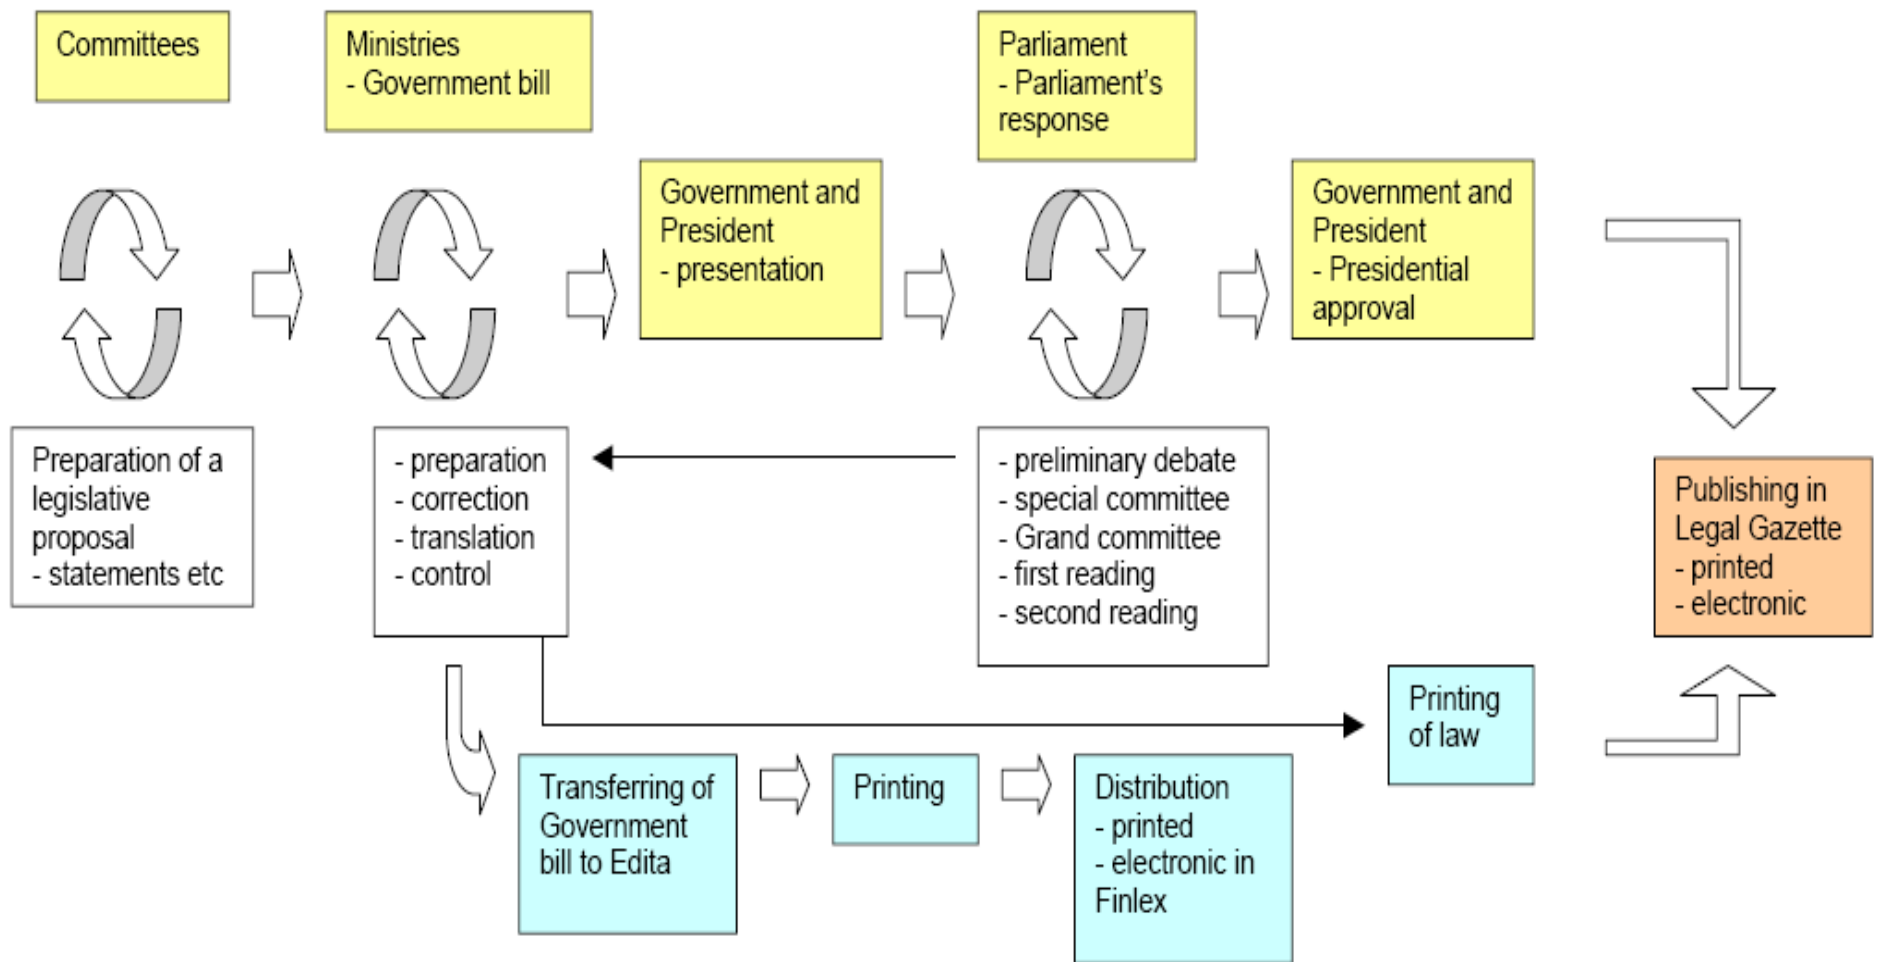 Committees
Ministries
- Government bill
Parliament
- Parliament's
response
Government and
President
- presentation
Government and
President
- Presidential
approval
Preparation of a
legislative
proposal
- statements etc
- preparation
- correction
- translation
- control
- preliminary debate
- special committee
- Grand committee
- first reading
- second reading
Publishing in
Legal Gazette
- printed
- electronic
Printing
of law
Transferring of
Government
bill to Edita
Printing
Distribution
- printed
- electronic in
Finlex